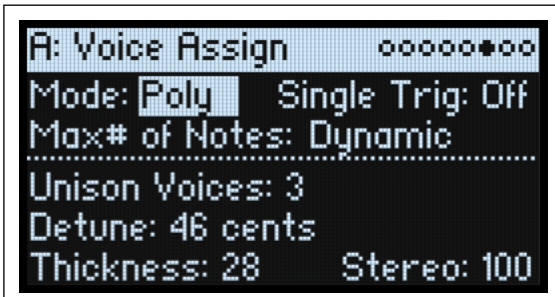 A: Voice Assign
Mode: Poly Single Trig: Off
Max# of Notes: Dynamic
Unison Voices: 3
Detune: 46 cents
Thickness: 28 Stereo: 100